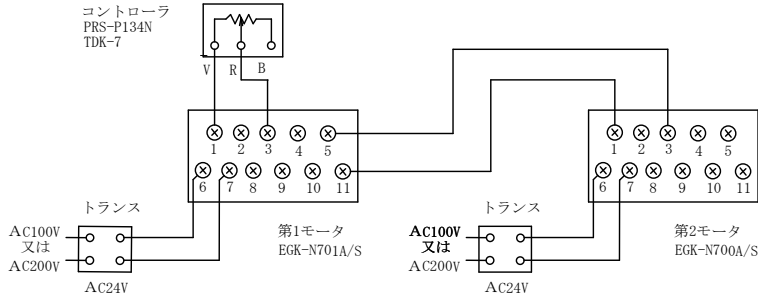 コントローラ
PRS-P134N
TDK-7
V R B
1 2 3 4 5
6 7 8 9 10 11
1 2 3 4 5
6 7 8 9 10 11
トランス
AC100V
又は
AC200V
AC24V
第1モータ
EGK-N701A/S
トランス
AC100V
又は
AC200V
AC24V
第2モータ
EGK-N700A/S